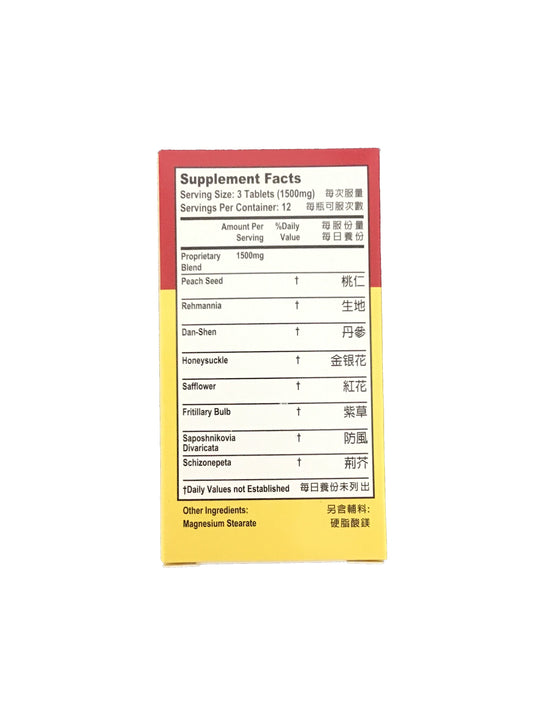 Supplement Facts
Serving Size: 3 Tablets (1500mg) 每次服量
Servings Per Container: 12 每瓶可服次數
Amount Per %Daily 每服份量
Serving Value 每日養份
Proprietary 1500mg
Blend
Peach Seed † 桃仁
Rehmannia † 生地
Dan-Shen † 丹參
Honeysuckle † 金银花
Safflower † 紅花
Fritillary Bulb † 紫草
Saposhnikovia † 防風
Divaricata
Schizonepeta † 荊芥
†Daily Values not Established 每日養份未列出
Other Ingredients: 另含輔料:
Magnesium Stearate 硬脂酸鎂